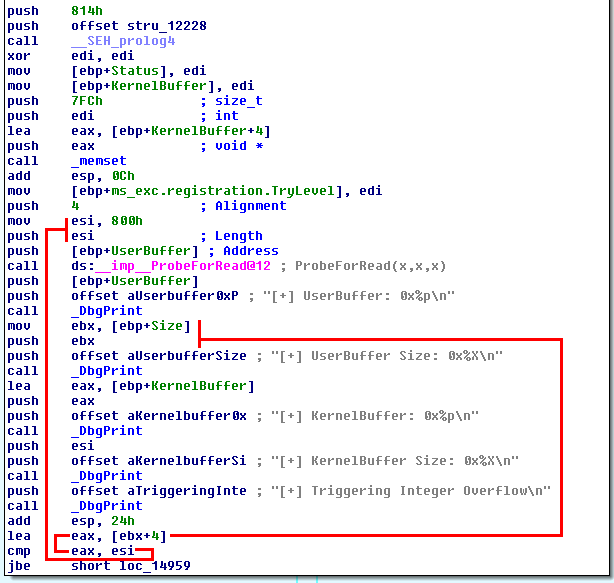 push 814h
push offset stru_12228
call __SEH_prolog4
xor edi, edi
mov [ebp+Status], edi
mov [ebp+KernelBuffer], edi
push 7FCh ; size_t
push edi ; int
lea eax, [ebp+KernelBuffer+4]
push eax ; void *
call _memset
add esp, 0Ch
mov [ebp+ms_exc.registration.TryLevel], edi
push 4 ; Alignment
mov esi, 800h
push esi ; Length
push [ebp+UserBuffer] ; Address
call ds:__imp__ProbeForRead@12 ; ProbeForRead(x,x,x)
push [ebp+UserBuffer]
push offset aUserbuffer0xP ; "[+] UserBuffer: 0x%p\n"
call _DbgPrint
mov ebx, [ebp+Size]
push ebx
push offset aUserbufferSize ; "[+] UserBuffer Size: 0x%X\n"
call _DbgPrint
lea eax, [ebp+KernelBuffer]
push eax
push offset aKernelbuffer0x ; "[+] KernelBuffer: 0x%p\n"
call _DbgPrint
push esi
push offset aKernelbufferSi ; "[+] KernelBuffer Size: 0x%X\n"
call _DbgPrint
push offset aTriggeringInte ; "[+] Triggering Integer Overflow\n"
call _DbgPrint
add esp, 24h
lea eax, [ebx+4]
cmp eax, esi
jbe short loc_14959